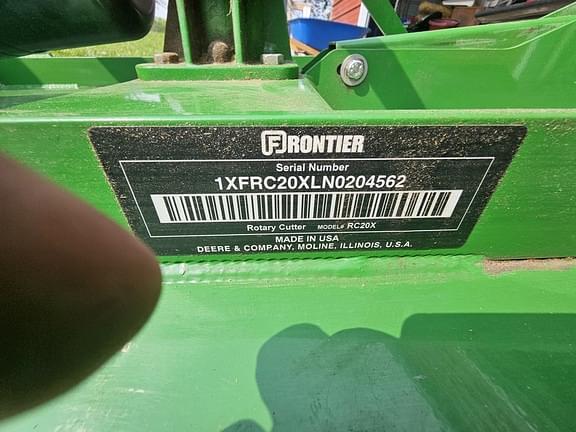 FRONTIER
Serial Number
1XFRC20XLN0204562
Rotary Cutter MODEL# RC20X
MADE IN USA
DEERE & COMPANY, MOLINE, ILLINOIS, U.S.A.